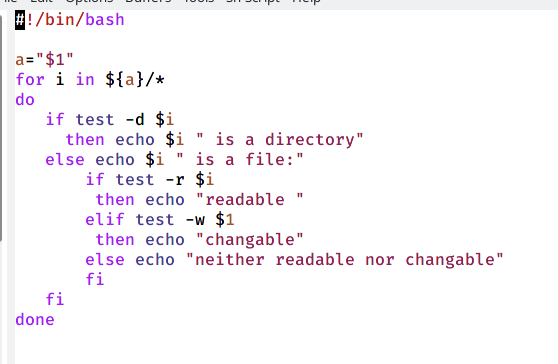 File Edit Options Buffers Tools Sh-Script Help
#!/bin/bash

a="$1"
for i in ${a}/*
do
   if test -d $i
     then echo $i " is a directory"
   else echo $i " is a file:"
       if test -r $i
        then echo "readable "
       elif test -w $1
        then echo "changable"
       else echo "neither readable nor changable"
       fi
   fi
done